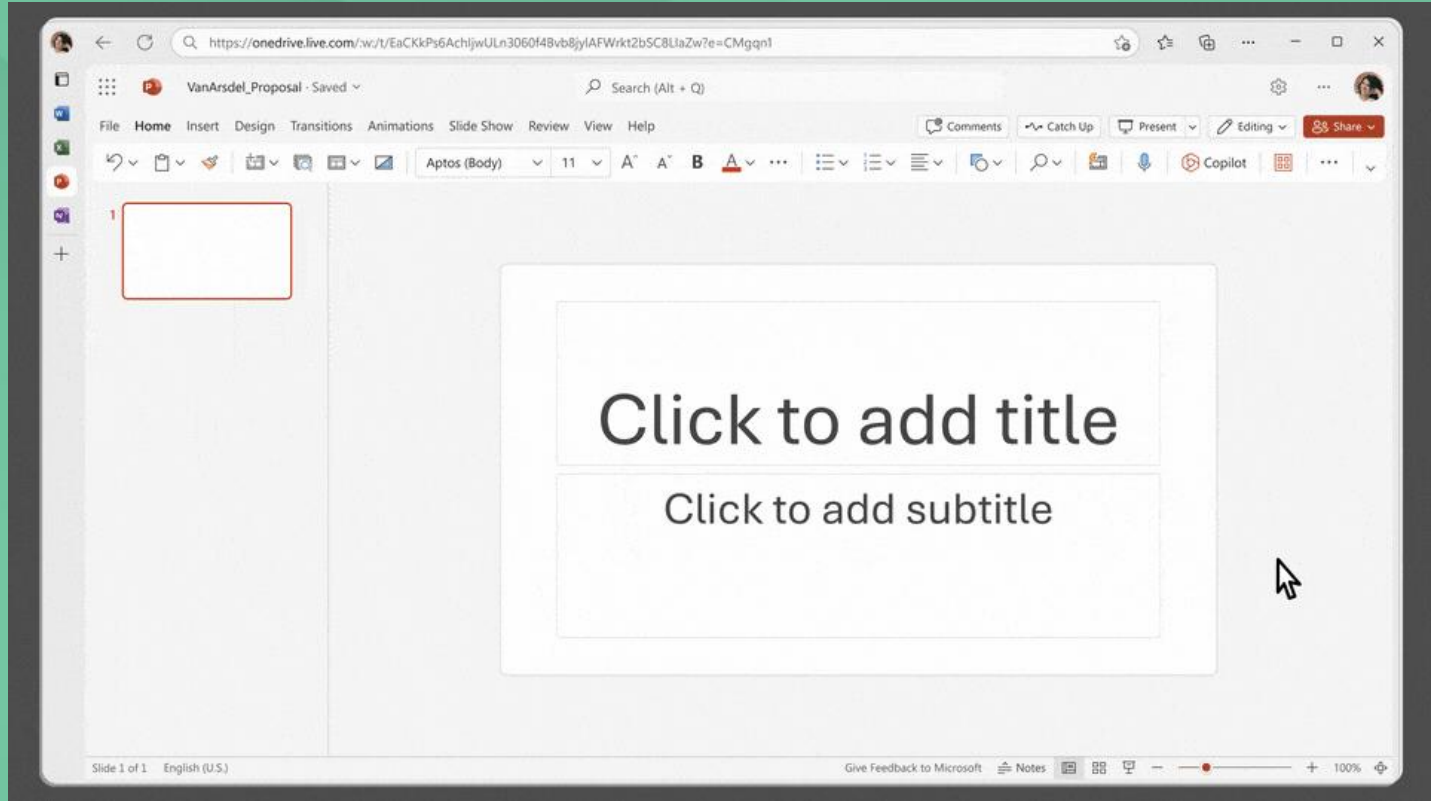 https://onedrive.live.com/:w:/t/EaCKkPs6AchIjwULn3060f4Bvb8jylAFWrkt2bSC8LIaZw?e=CMgqn1
VanArsdel_Proposal · Saved
Search (Alt + Q)
File Home Insert Design Transitions Animations Slide Show Review View Help Comments Catch Up Present Editing Share
Aptos (Body) 11 A A B A Copilot
1
Click to add title
Click to add subtitle
Slide 1 of 1 English (U.S.) Give Feedback to Microsoft Notes 100%